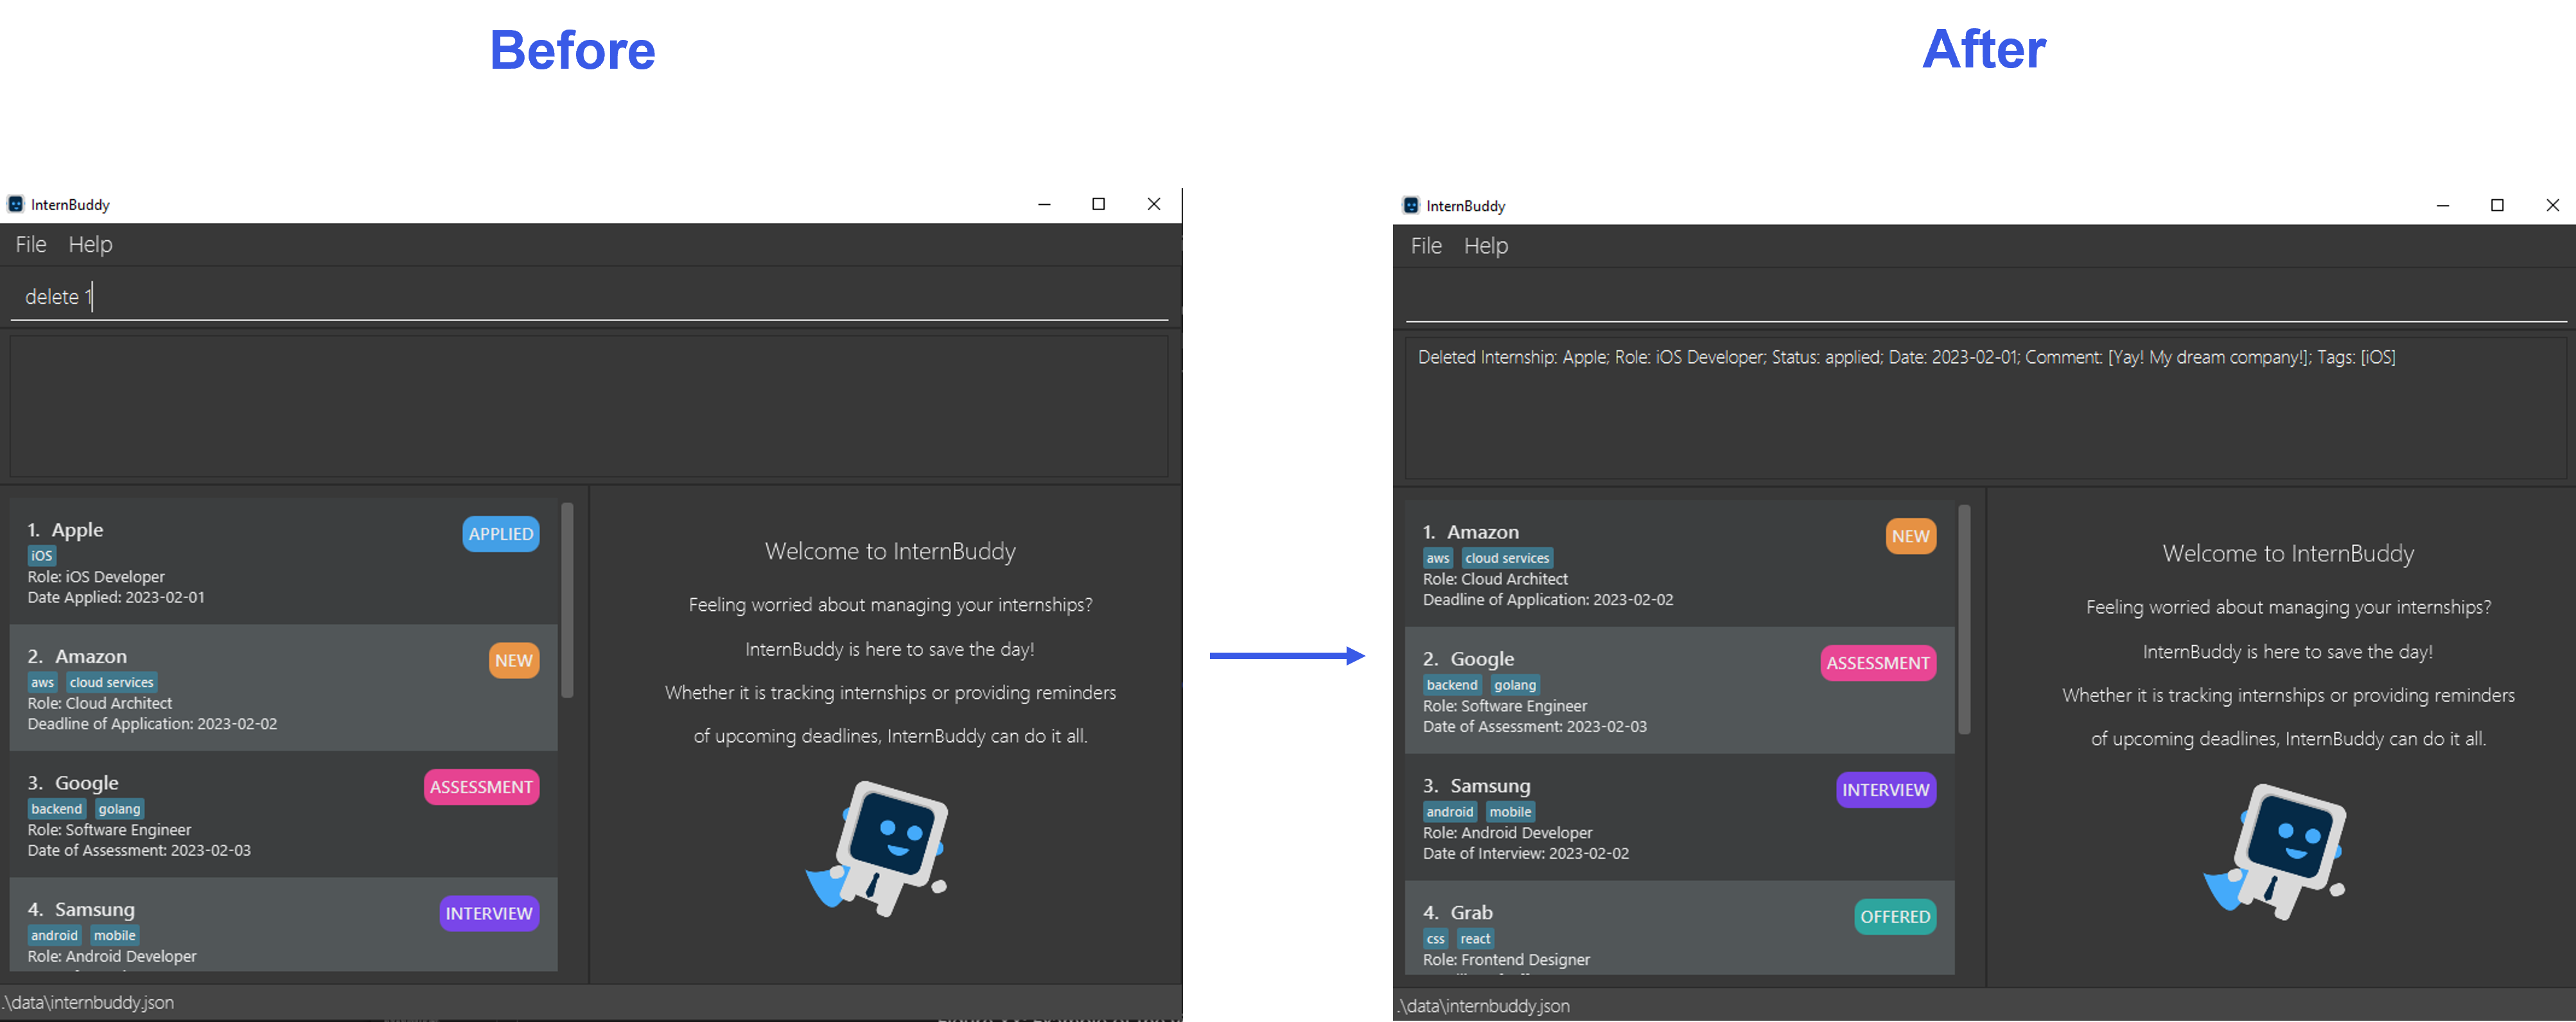 Before
After
InternBuddy
File Help
delete 1
1. Apple
APPLIED
iOS
Role: iOS Developer
Date Applied: 2023-02-01
2. Amazon
NEW
aws cloud services
Role: Cloud Architect
Deadline of Application: 2023-02-02
3. Google
ASSESSMENT
backend golang
Role: Software Engineer
Date of Assessment: 2023-02-03
4. Samsung
INTERVIEW
android mobile
Role: Android Developer
Welcome to InternBuddy
Feeling worried about managing your internships?
InternBuddy is here to save the day!
Whether it is tracking internships or providing reminders
of upcoming deadlines, InternBuddy can do it all.
.\data\internbuddy.json
InternBuddy
File Help
Deleted Internship: Apple; Role: iOS Developer; Status: applied; Date: 2023-02-01; Comment: [Yay! My dream company!]; Tags: [iOS]
1. Amazon
NEW
aws cloud services
Role: Cloud Architect
Deadline of Application: 2023-02-02
2. Google
ASSESSMENT
backend golang
Role: Software Engineer
Date of Assessment: 2023-02-03
3. Samsung
INTERVIEW
android mobile
Role: Android Developer
Date of Interview: 2023-02-02
4. Grab
OFFERED
css react
Role: Frontend Designer
Welcome to InternBuddy
Feeling worried about managing your internships?
InternBuddy is here to save the day!
Whether it is tracking internships or providing reminders
of upcoming deadlines, InternBuddy can do it all.
.\data\internbuddy.json